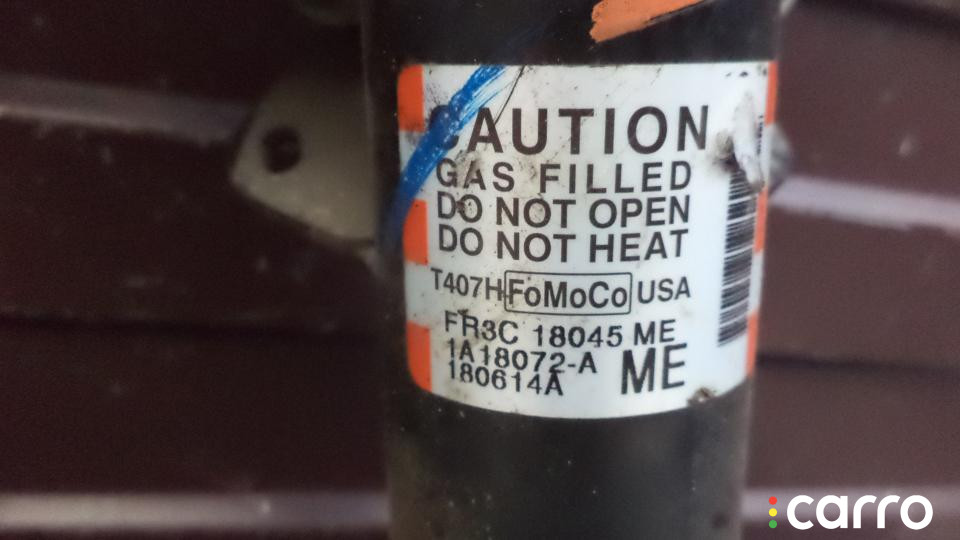 CAUTION
GAS FILLED
DO NOT OPEN
DO NOT HEAT
T407H FoMoCo USA
FR3C 18045 ME
1A18072-A
180614A ME
carro